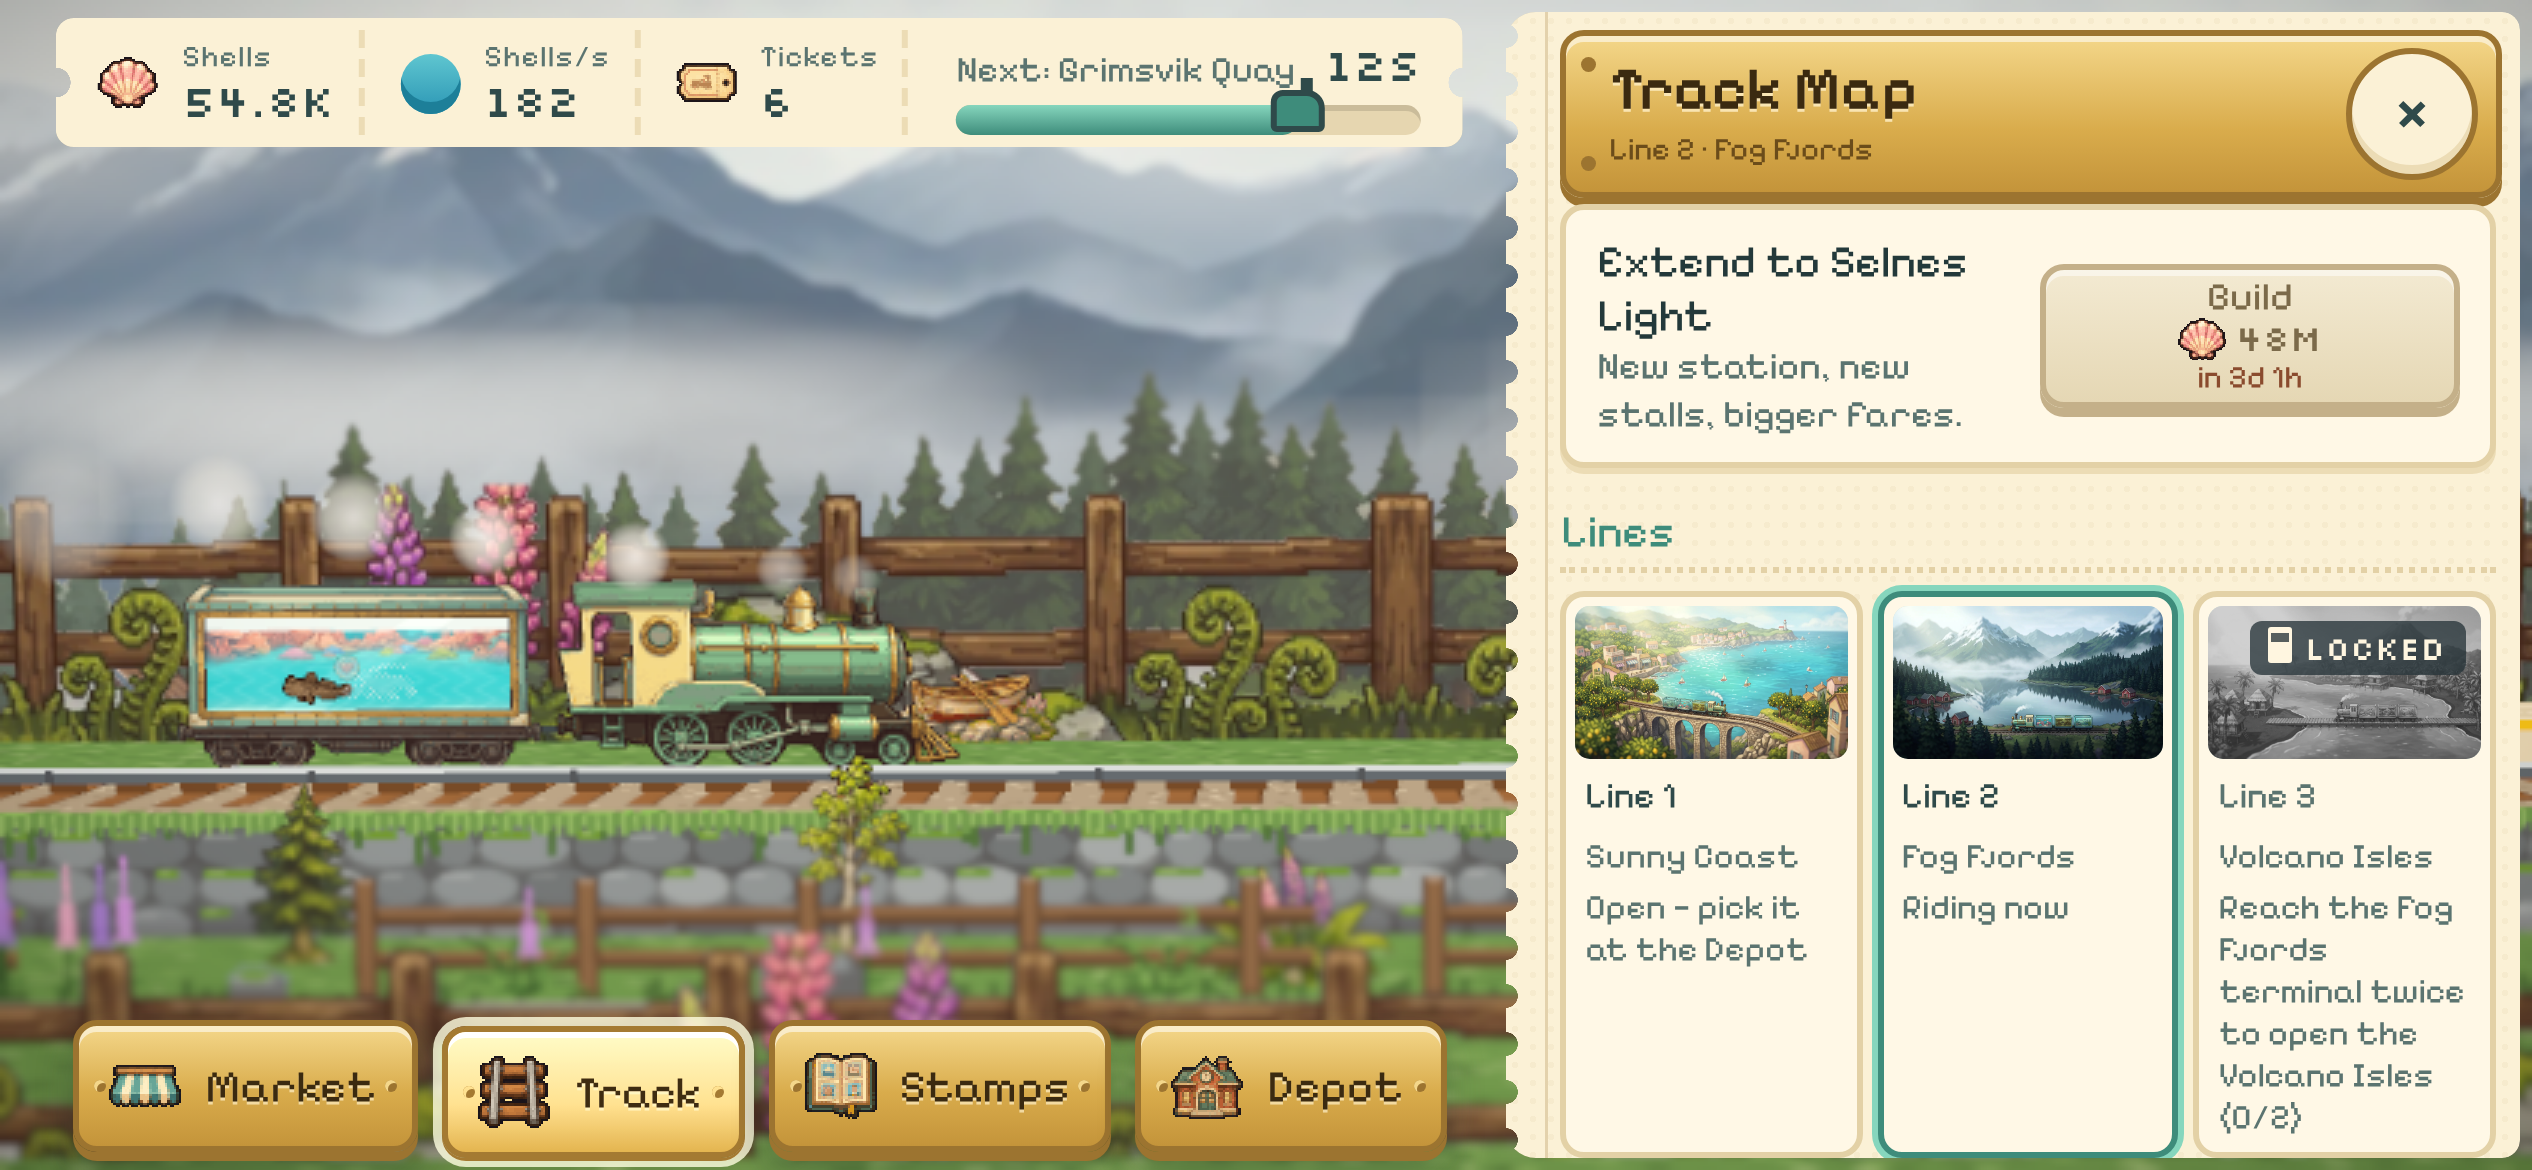 Shells
54.8K
Shells/s
182
Tickets
6
Next: Grimsvik Quay
12s
Track Map
Line 2 · Fog Fjords
×
Extend to Selnes
Light
New station, new
stalls, bigger fares.
Build
48M
in 3d 1h
Lines
LOCKED
Line 1
Sunny Coast
Open – pick it
at the Depot
Line 2
Fog Fjords
Riding now
Line 3
Volcano Isles
Reach the Fog
Fjords
terminal twice
to open the
Volcano Isles
(0/2)
Market
Track
Stamps
Depot